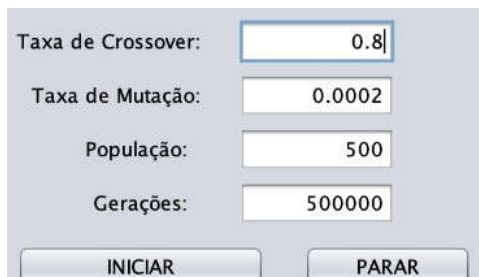 Taxa de Crossover: 0.8
Taxa de Mutação: 0.0002
População: 500
Gerações: 500000
INICIAR PARAR